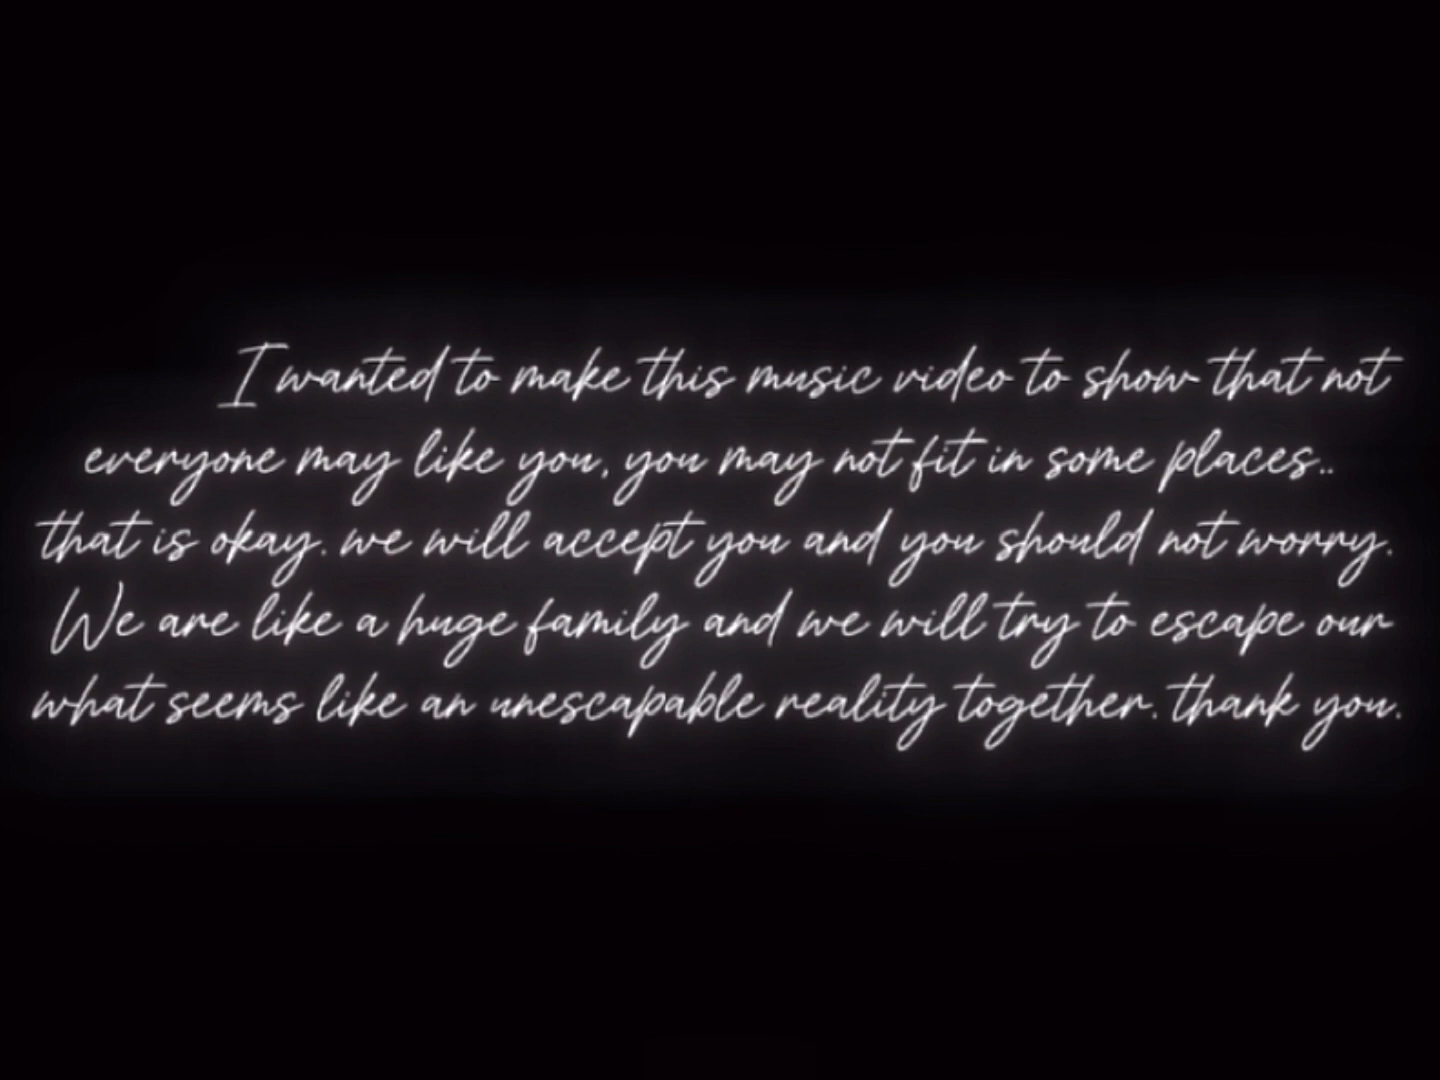 I wanted to make this music video to show that not
everyone may like you, you may not fit in some places..
that is okay. we will accept you and you should not worry.
We are like a huge family and we will try to escape our
what seems like an unescapable reality together. thank you.